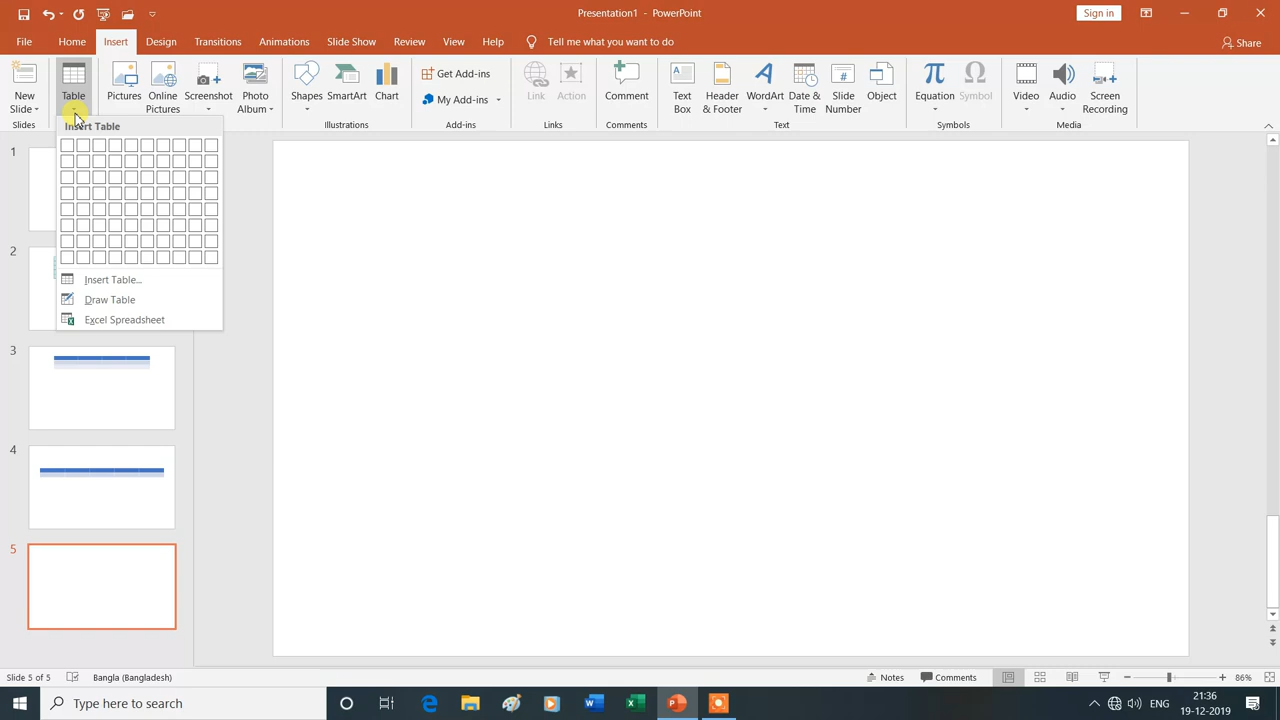 Presentation1 - PowerPoint
Sign in
File Home Insert Design Transitions Animations Slide Show Review View Help Tell me what you want to do
Share
New Slide
Table
Pictures
Online Pictures
Screenshot
Photo Album
Shapes
SmartArt
Chart
Get Add-ins
My Add-ins
Link
Action
Comment
Text Box
Header & Footer
WordArt
Date & Time
Slide Number
Object
Equation
Symbol
Video
Audio
Screen Recording
Slides
Illustrations
Add-ins
Links
Comments
Text
Symbols
Media
Insert Table
Insert Table...
Draw Table
Excel Spreadsheet
1
2
3
4
5
Slide 5 of 5
Bangla (Bangladesh)
Notes
Comments
86%
Type here to search
ENG
21:36
19-12-2019